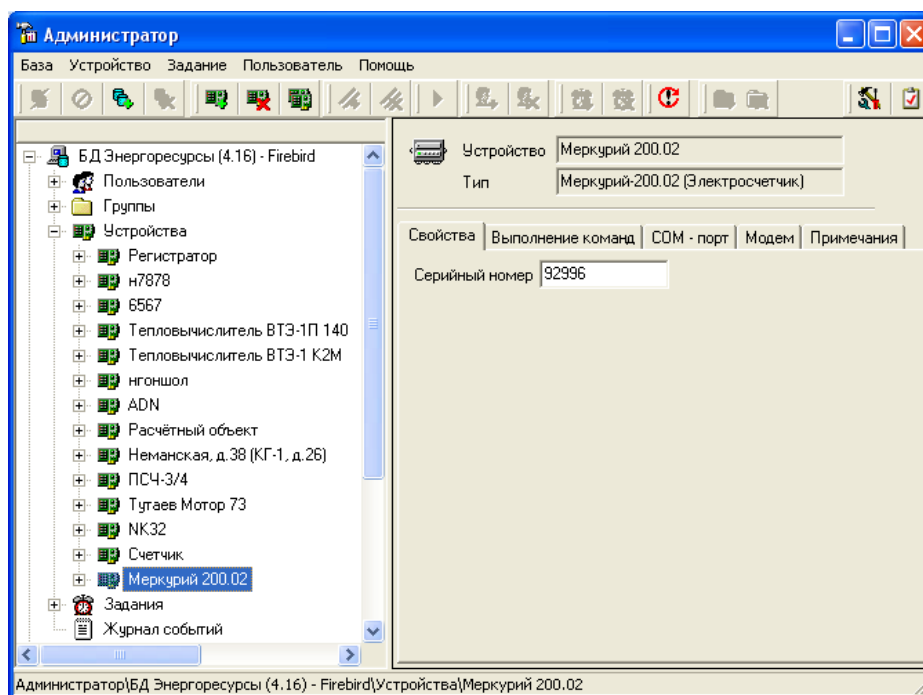 Администратор
База Устройство Задание Пользователь Помощь
БД Энергоресурсы (4.16) - Firebird
Пользователи
Группы
Устройства
Регистратор
н7878
6567
Тепловычислитель ВТЭ-1П 140
Тепловычислитель ВТЭ-1 К2М
нгоншол
ADN
Расчётный объект
Неманская, д.38 (КГ-1, д.26)
ПСЧ-3/4
Тутаев Мотор 73
NK32
Счетчик
Меркурий 200.02
Задания
Журнал событий
Устройство Меркурий 200.02
Тип Меркурий-200.02 (Электросчетчик)
Свойства Выполнение команд COM - порт Модем Примечания
Серийный номер 92996
Администратор\БД Энергоресурсы (4.16) - Firebird\Устройства\Меркурий 200.02